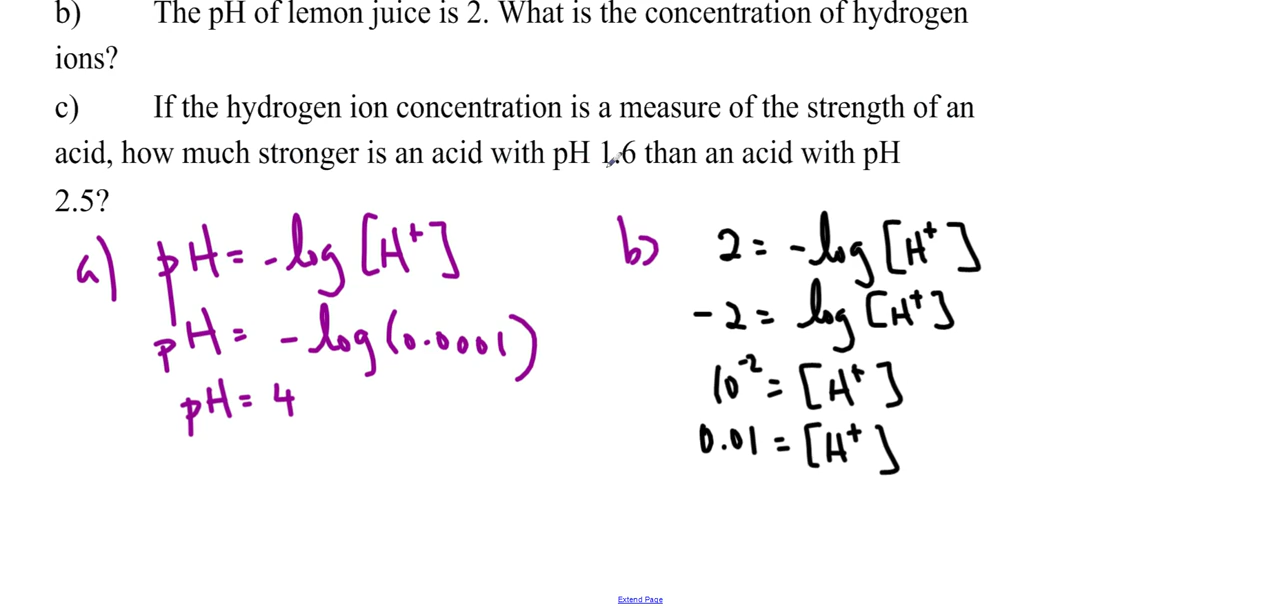 b) The pH of lemon juice is 2. What is the concentration of hydrogen
ions?
c) If the hydrogen ion concentration is a measure of the strength of an
acid, how much stronger is an acid with pH 1.6 than an acid with pH
2.5?
a) pH = -log [H⁺]
pH = -log(0.0001)
pH = 4
b) 2 = -log [H⁺]
-2 = log [H⁺]
10⁻² = [H⁺]
0.01 = [H⁺]
Extend Page